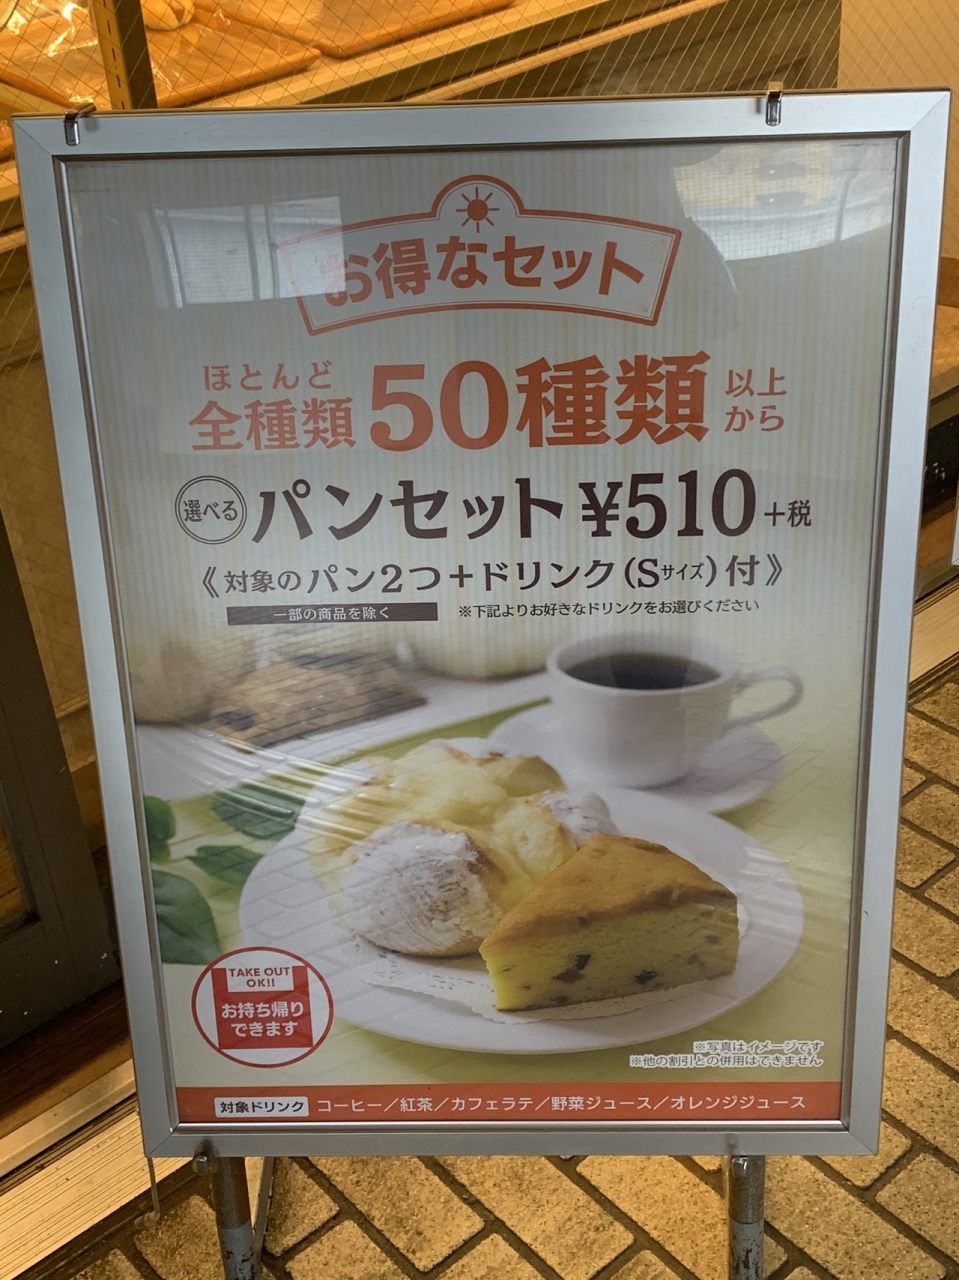 お得なセット
ほとんど
全種類
50種類
以上
から
選べる パンセット ¥510+税
《対象のパン2つ+ドリンク(Sサイズ)付》
一部の商品を除く ※下記よりお好きなドリンクをお選びください
TAKE OUT
OK!!
お持ち帰り
できます
※写真はイメージです
※他の割引との併用はできません
対象ドリンク コーヒー/紅茶/カフェラテ/野菜ジュース/オレンジジュース